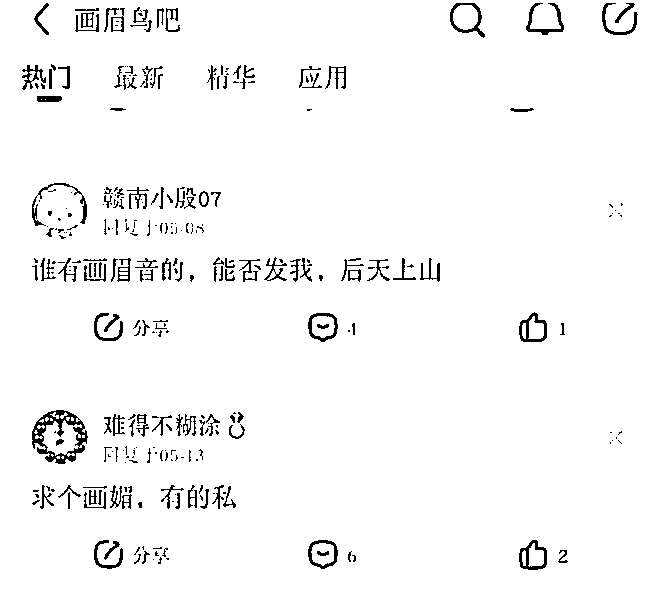 画眉鸟吧
热门 最新 精华 应用
赣南小殷07
回复于05-08
谁有画眉音的，能否发我，后天上山
分享 4 1
难得不糊涂
回复于05-13
求个画媚，有的私
分享 6 2